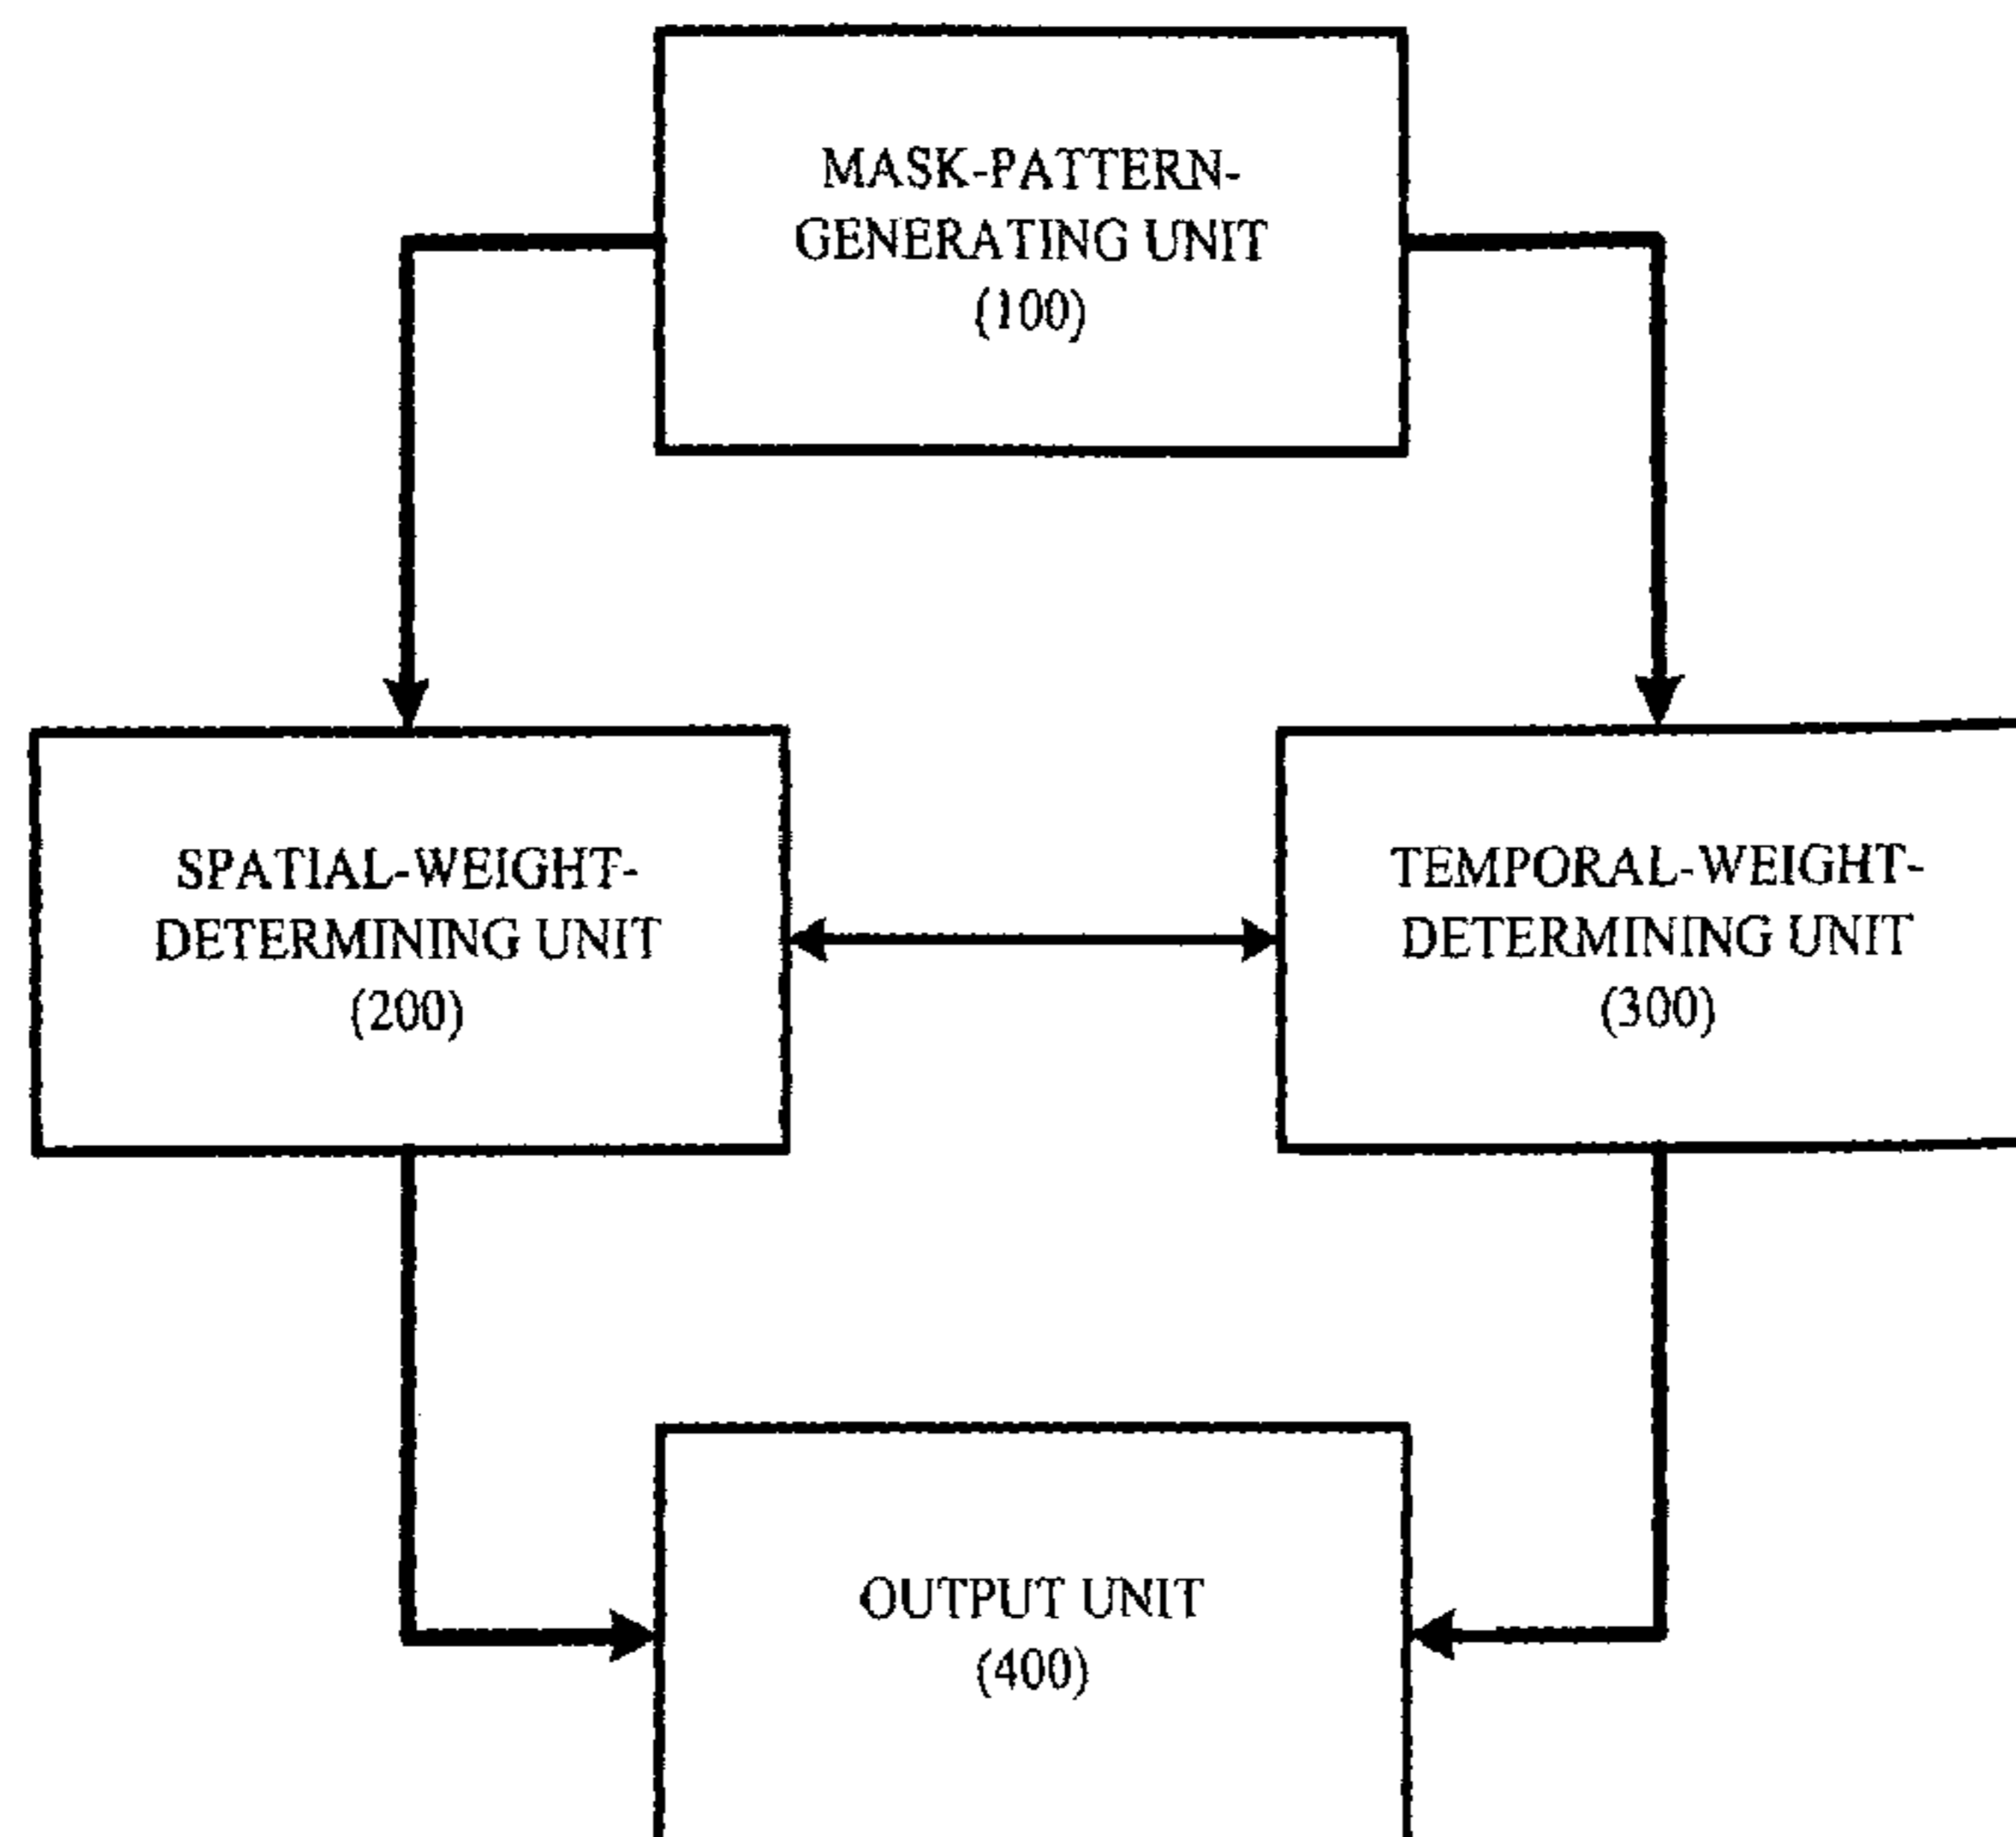 MASK-PATTERN-
GENERATING UNIT
(100)
SPATIAL-WEIGHT-
DETERMINING UNIT
(200)
TEMPORAL-WEIGHT-
DETERMINING UNIT
(300)
OUTPUT UNIT
(400)